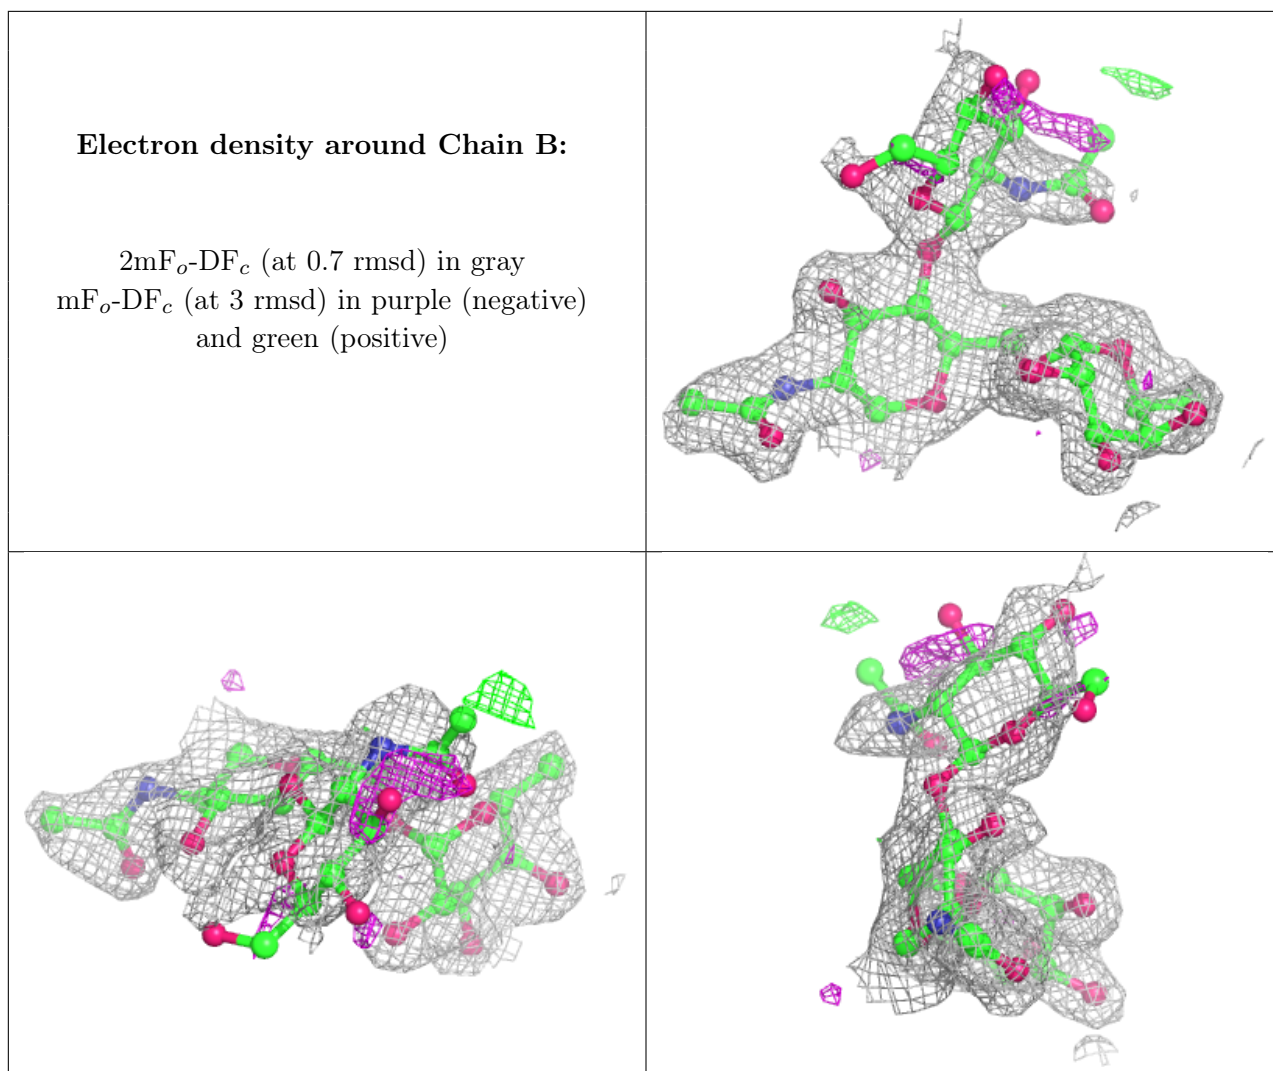 Electron density around Chain B:
2mFₒ-DF𝒸 (at 0.7 rmsd) in gray
mFₒ-DF𝒸 (at 3 rmsd) in purple (negative)
and green (positive)